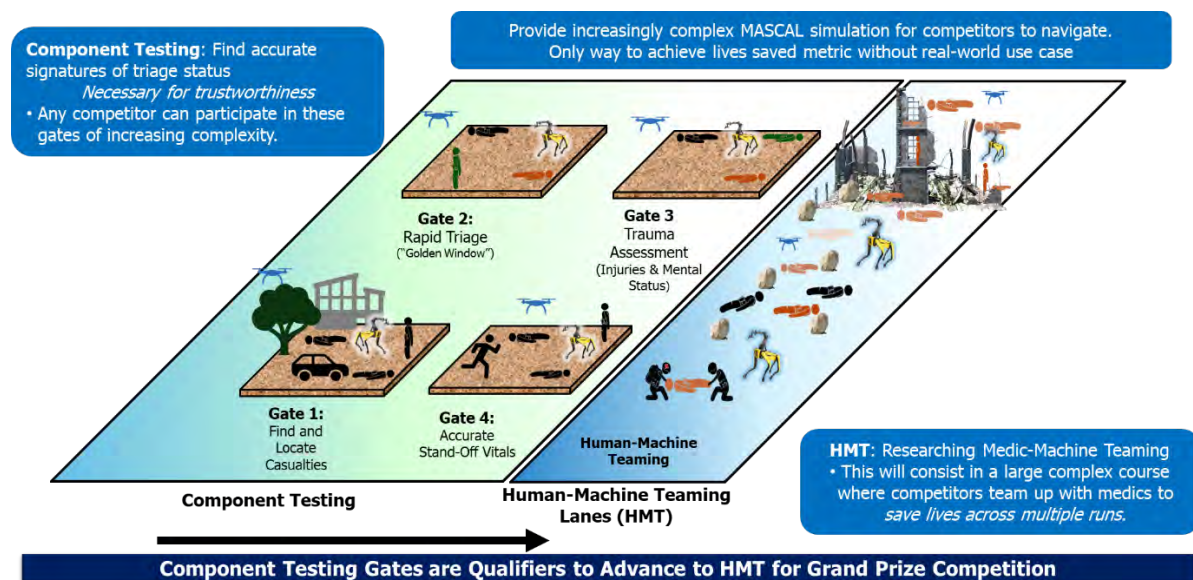 Component Testing: Find accurate
signatures of triage status
Necessary for trustworthiness
• Any competitor can participate in these
gates of increasing complexity.
Provide increasingly complex MASCAL simulation for competitors to navigate.
Only way to achieve lives saved metric without real-world use case
Gate 2:
Rapid Triage
("Golden Window")
Gate 3
Trauma
Assessment
(Injuries & Mental
Status)
Gate 1:
Find and
Locate
Casualties
Gate 4:
Accurate
Stand-Off Vitals
Human-Machine
Teaming
HMT: Researching Medic-Machine Teaming
• This will consist in a large complex course
where competitors team up with medics to
save lives across multiple runs.
Component Testing
Human-Machine Teaming
Lanes (HMT)
Component Testing Gates are Qualifiers to Advance to HMT for Grand Prize Competition